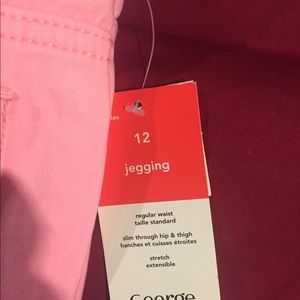 12
jegging
regular waist
taille standard
slim through hip & thigh
hanches et cuisses étroites
stretch
extensible
George